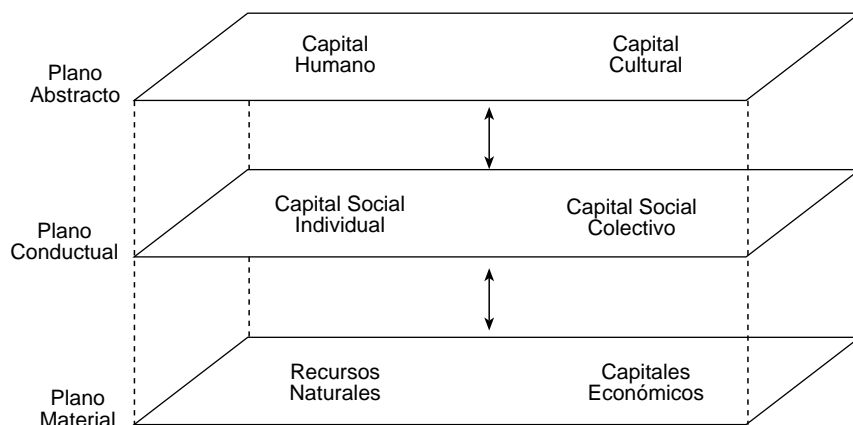 Capital
Humano
Capital
Cultural
Plano
Abstracto
Capital Social
Individual
Capital Social
Colectivo
Plano
Conductual
Recursos
Naturales
Capitales
Económicos
Plano
Material